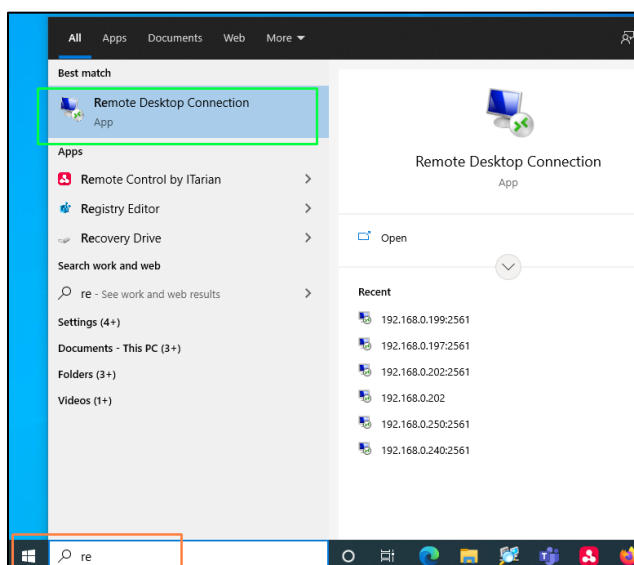 All Apps Documents Web More
Best match
Remote Desktop Connection
App
Apps
Remote Control by ITarian
Registry Editor
Recovery Drive
Search work and web
re - See work and web results
Settings (4+)
Documents - This PC (3+)
Folders (3+)
Videos (1+)
Remote Desktop Connection
App
Open
Recent
192.168.0.199:2561
192.168.0.197:2561
192.168.0.202:2561
192.168.0.202
192.168.0.250:2561
192.168.0.240:2561
re